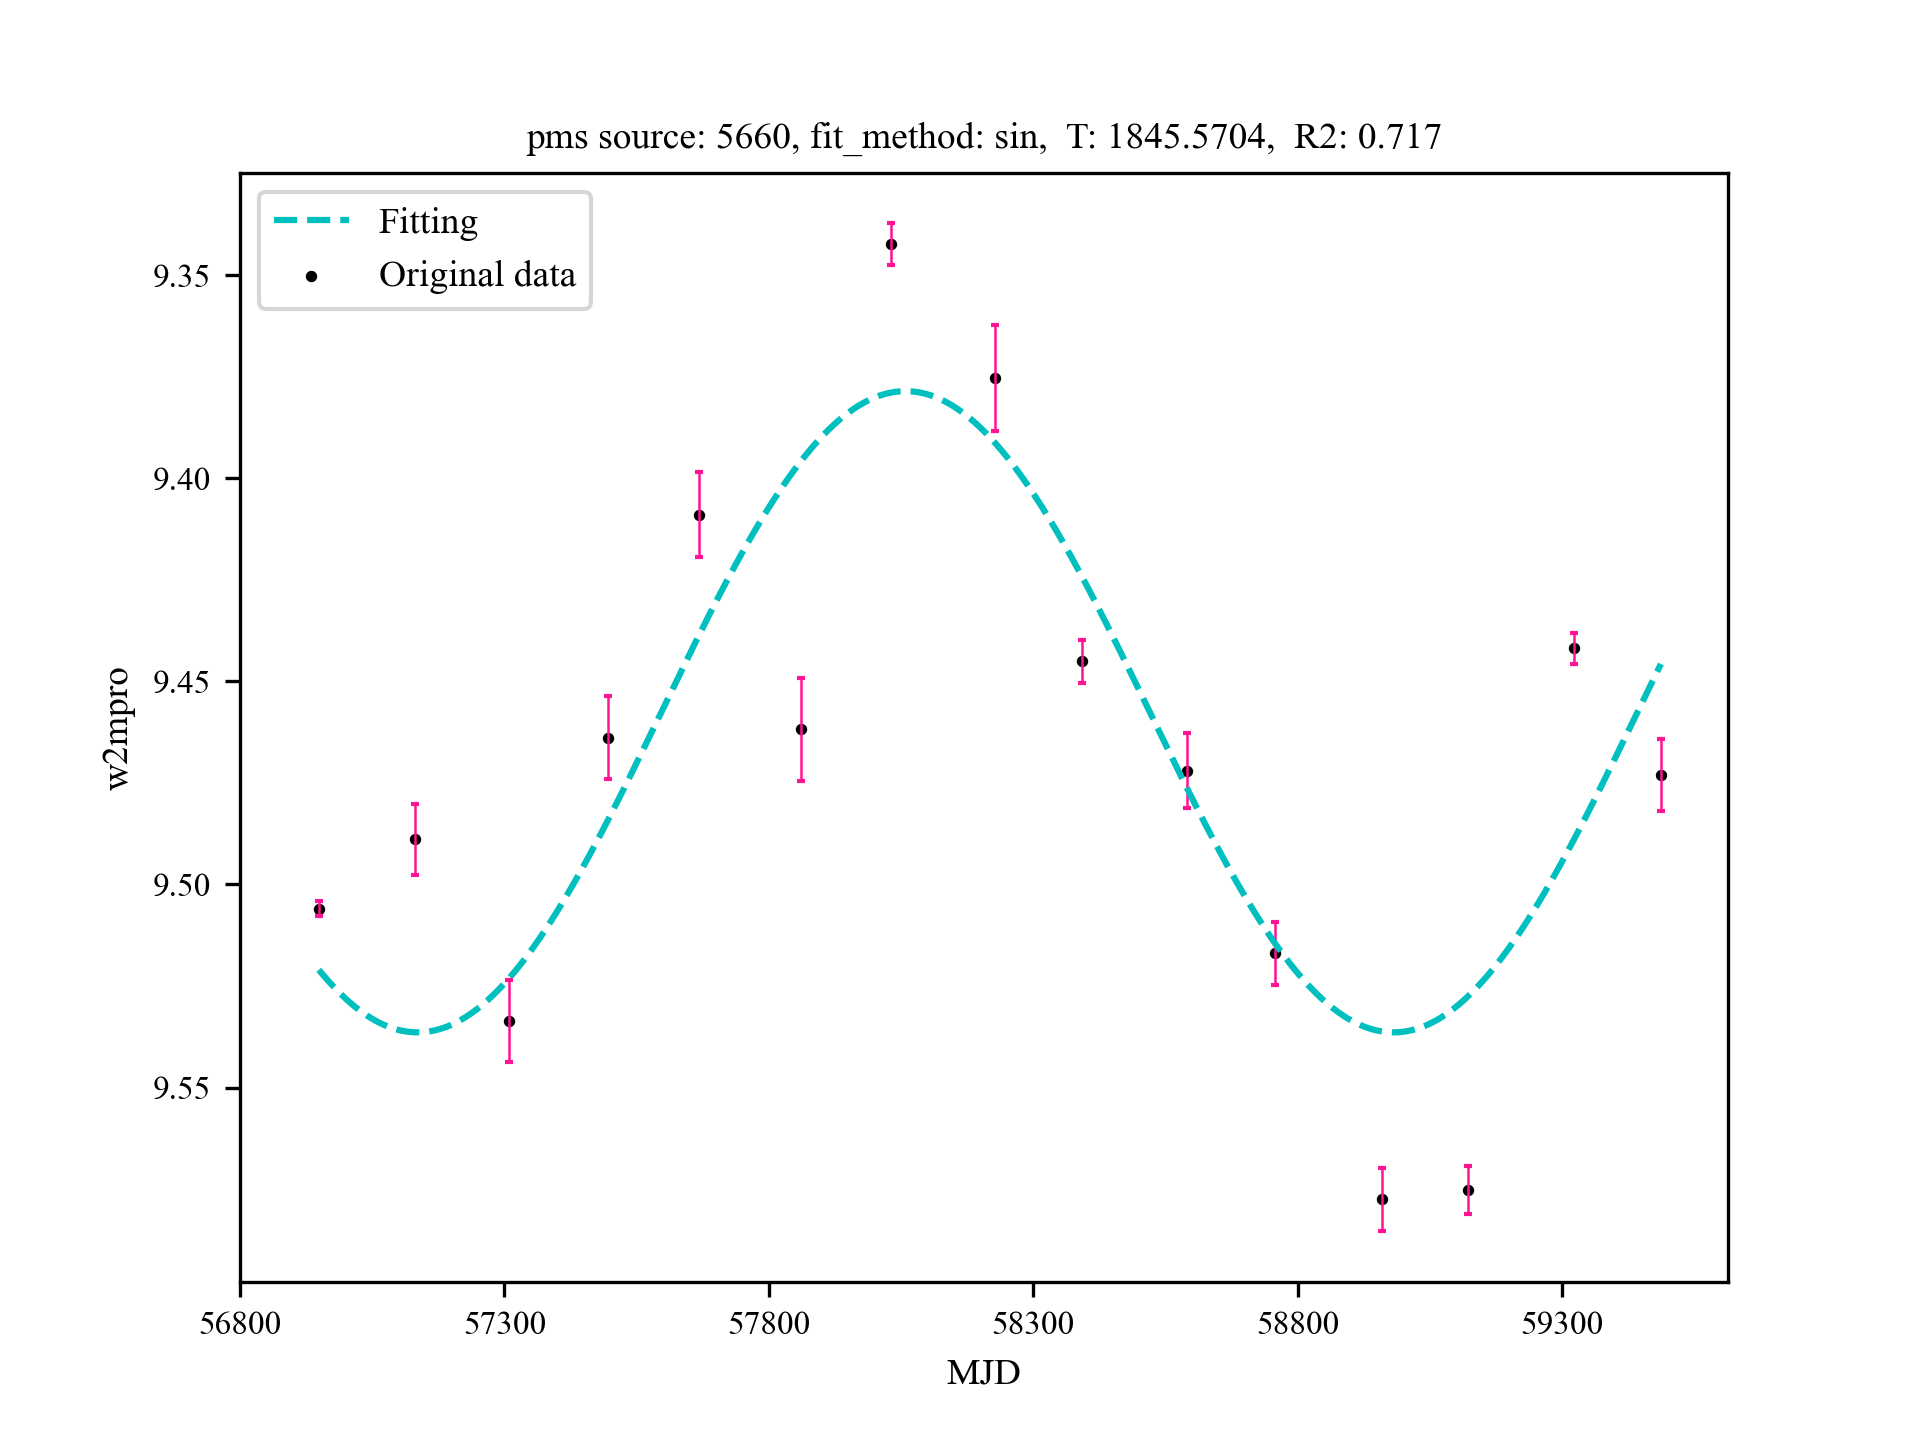 pms source: 5660, fit_method: sin,  T: 1845.5704,  R2: 0.717
Fitting
Original data
9.35
9.40
9.45
9.50
9.55
w2mpro
56800 57300 57800 58300 58800 59300
MJD